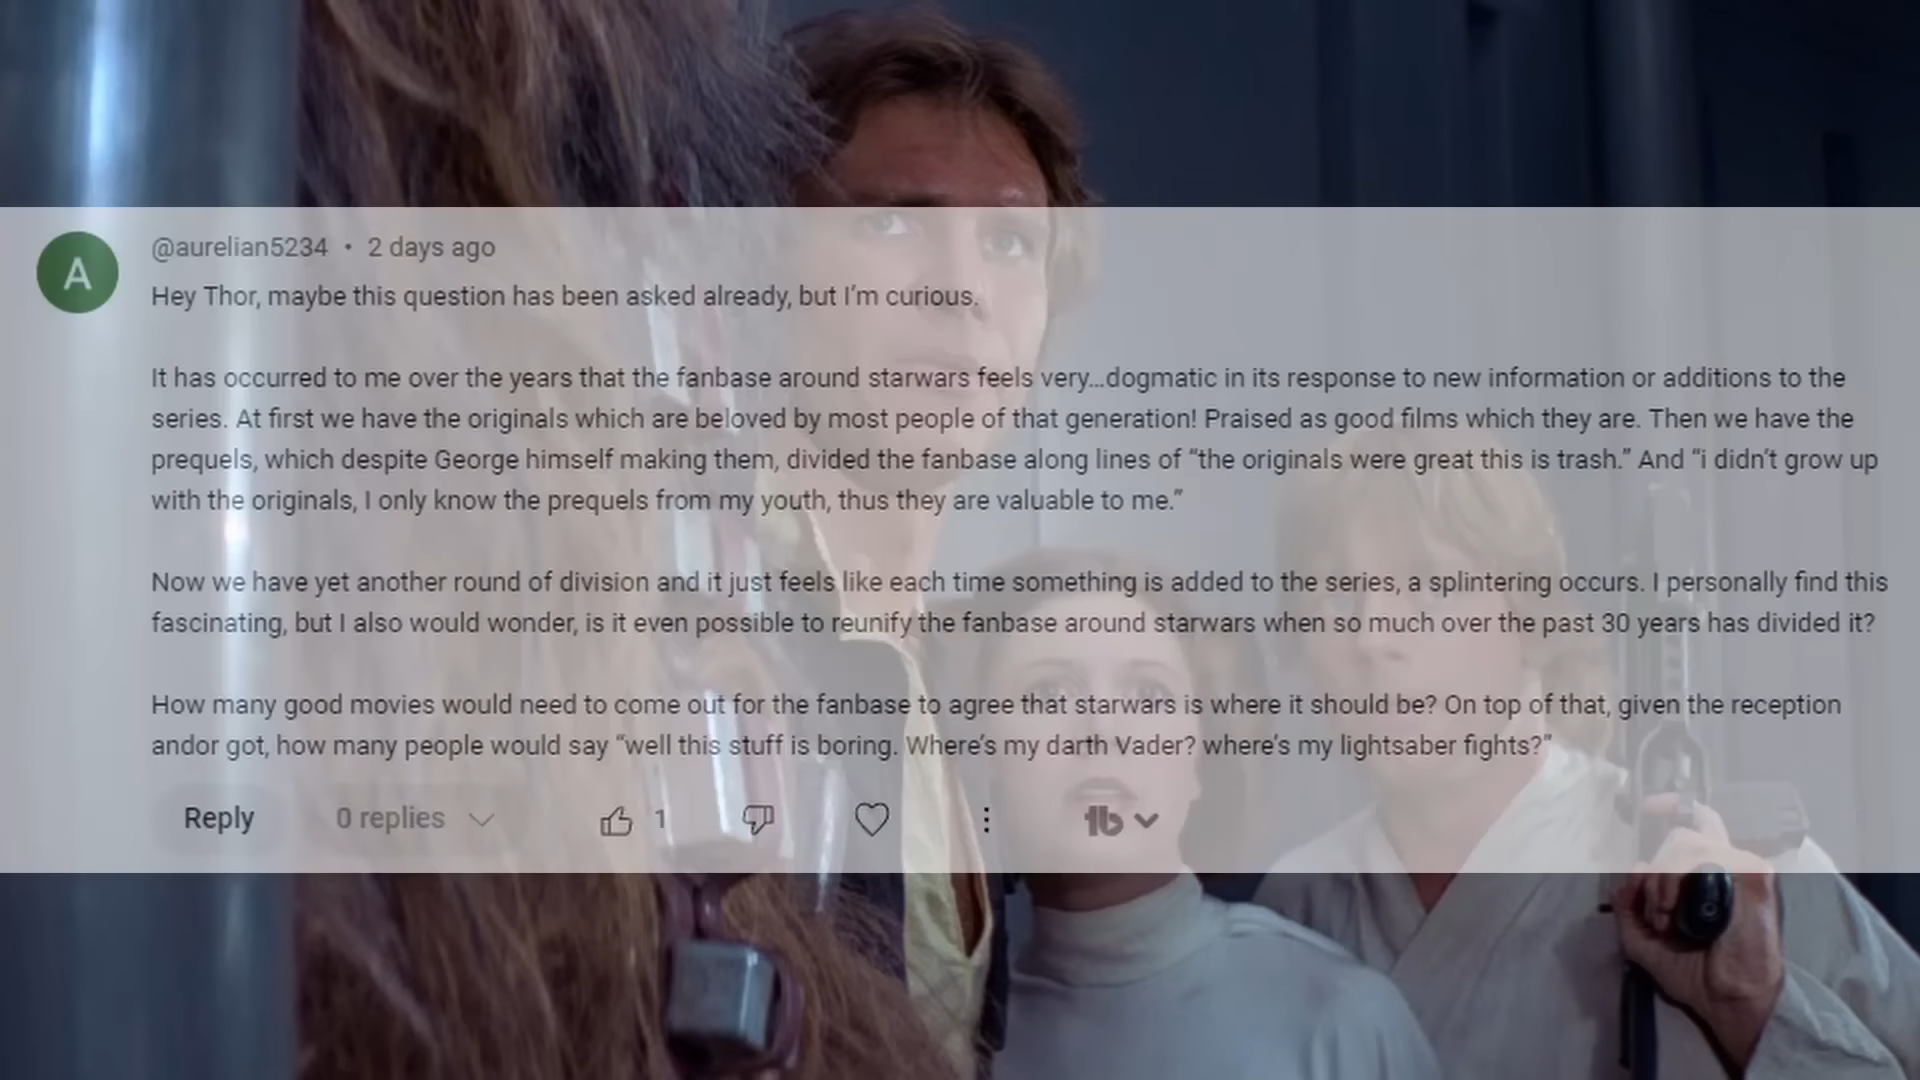 A
@aurelian5234 • 2 days ago
Hey Thor, maybe this question has been asked already, but I’m curious.
It has occurred to me over the years that the fanbase around starwars feels very…dogmatic in its response to new information or additions to the
series. At first we have the originals which are beloved by most people of that generation! Praised as good films which they are. Then we have the
prequels, which despite George himself making them, divided the fanbase along lines of “the originals were great this is trash.” And “i didn’t grow up
with the originals, I only know the prequels from my youth, thus they are valuable to me.”
Now we have yet another round of division and it just feels like each time something is added to the series, a splintering occurs. I personally find this
fascinating, but I also would wonder, is it even possible to reunify the fanbase around starwars when so much over the past 30 years has divided it?
How many good movies would need to come out for the fanbase to agree that starwars is where it should be? On top of that, given the reception
andor got, how many people would say “well this stuff is boring. Where’s my darth Vader? where’s my lightsaber fights?”
Reply 0 replies 1 tb